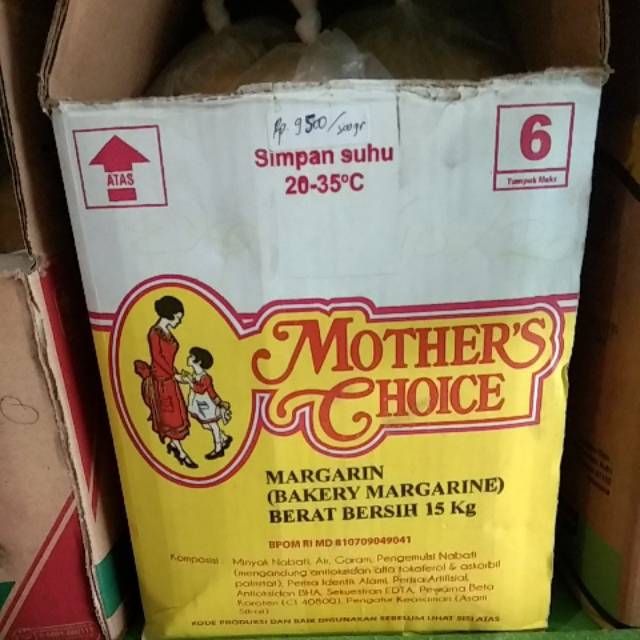 Rp. 9500/500gr
ATAS
Simpan suhu
20-35°C
6
Tumpuk Maks
MOTHER'S
CHOICE
MARGARIN
(BAKERY MARGARINE)
BERAT BERSIH 15 Kg
BPOM RI MD 810709049041
Komposisi : Minyak Nabati, Air, Garam, Pengemulsi Nabati
(mengandung antioksidan alfa tokoferol & askorbil
palmitat), Perisa Identik Alami, Perisa Artifisial,
Antioksidan BHA, Sekuestran EDTA, Pewarna Beta
Karoten (CI 40800), Pengatur Keasaman (Asam
Sitrat)
KODE PRODUKSI DAN BAIK DIGUNAKAN SEBELUM LIHAT SISI ATAS